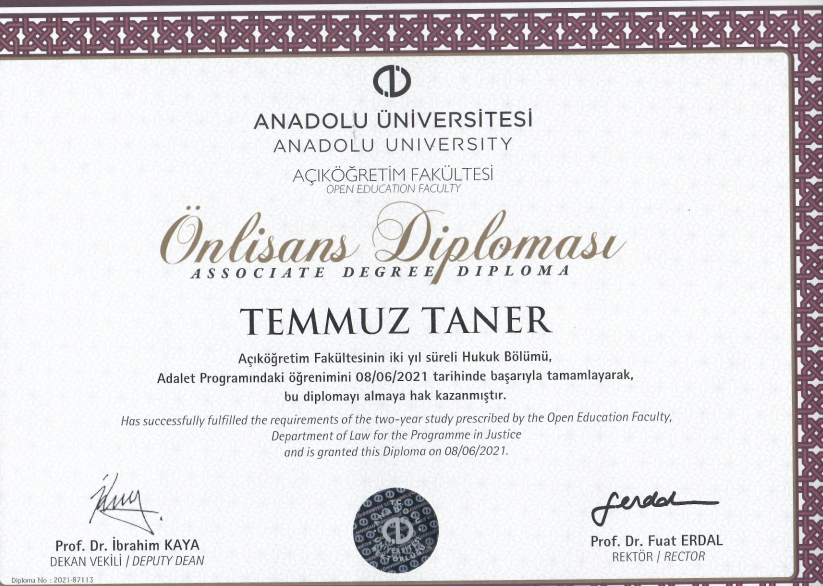 ANADOLU ÜNİVERSİTESİ
ANADOLU UNIVERSITY
AÇIKÖĞRETİM FAKÜLTESİ
OPEN EDUCATION FACULTY
Önlisans Diploması
ASSOCIATE DEGREE DIPLOMA
TEMMUZ TANER
Açıköğretim Fakültesinin iki yıl süreli Hukuk Bölümü,
Adalet Programındaki öğrenimini 08/06/2021 tarihinde başarıyla tamamlayarak,
bu diplomayı almaya hak kazanmıştır.
Has successfully fulfilled the requirements of the two-year study prescribed by the Open Education Faculty,
Department of Law for the Programme in Justice
and is granted this Diploma on 08/06/2021.
Prof. Dr. İbrahim KAYA
DEKAN VEKİLİ / DEPUTY DEAN
T.C.
ÜNİVERSİTESİ
Prof. Dr. Fuat ERDAL
REKTÖR / RECTOR
Diploma No : 2021-87113